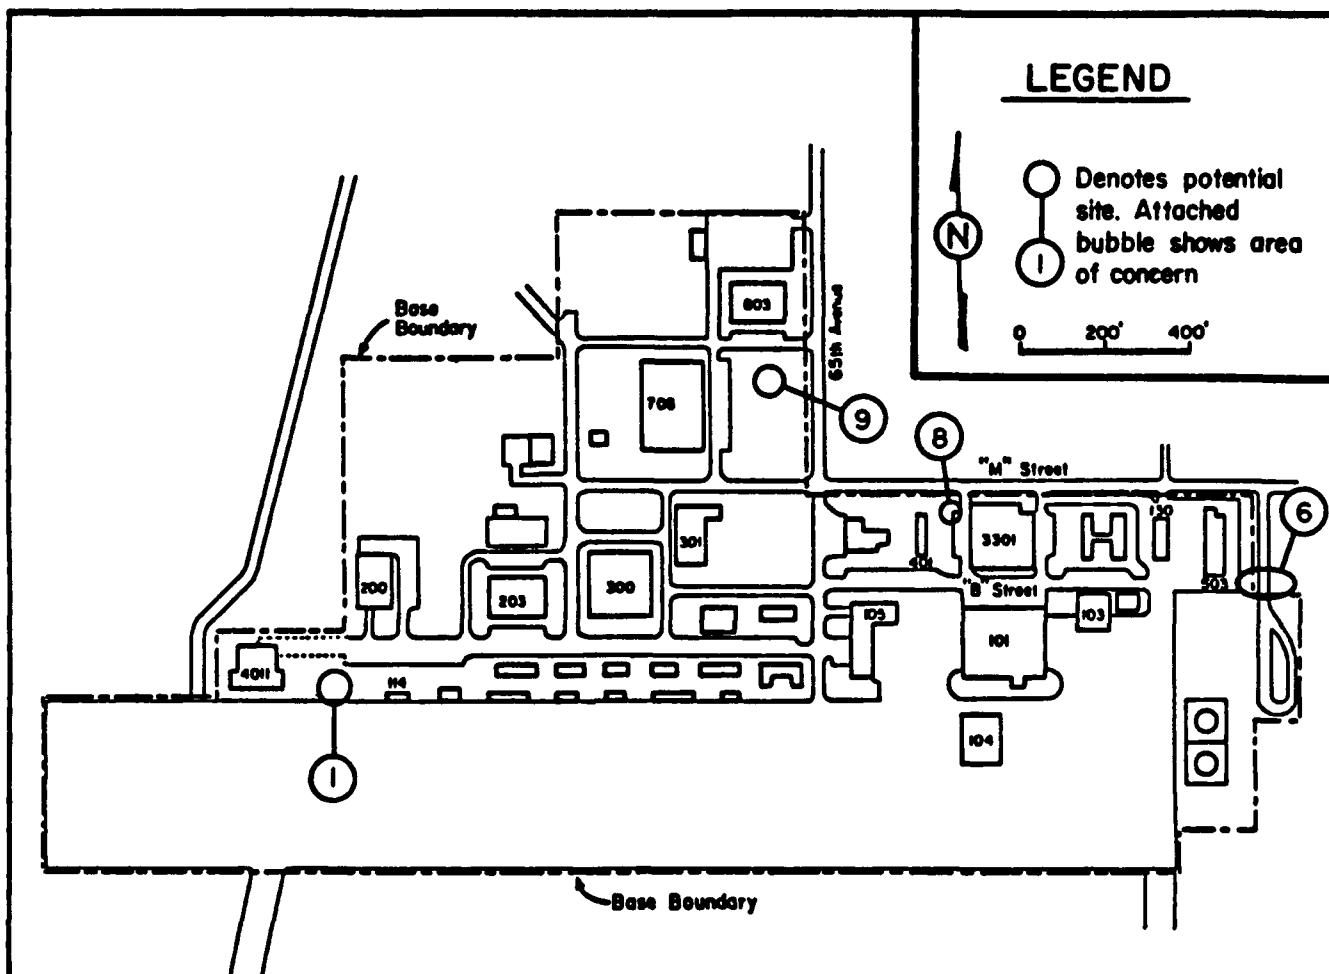 LEGEND
Denotes potential
site. Attached
bubble shows area
of concern
N
1
0 200' 400'
Base
Boundary
803
65th Avenue
708
9
8
"M" Street
6
301
401
3301
150
503
200
203
300
"B" Street
105
101
103
4011
114
104
1
Base Boundary